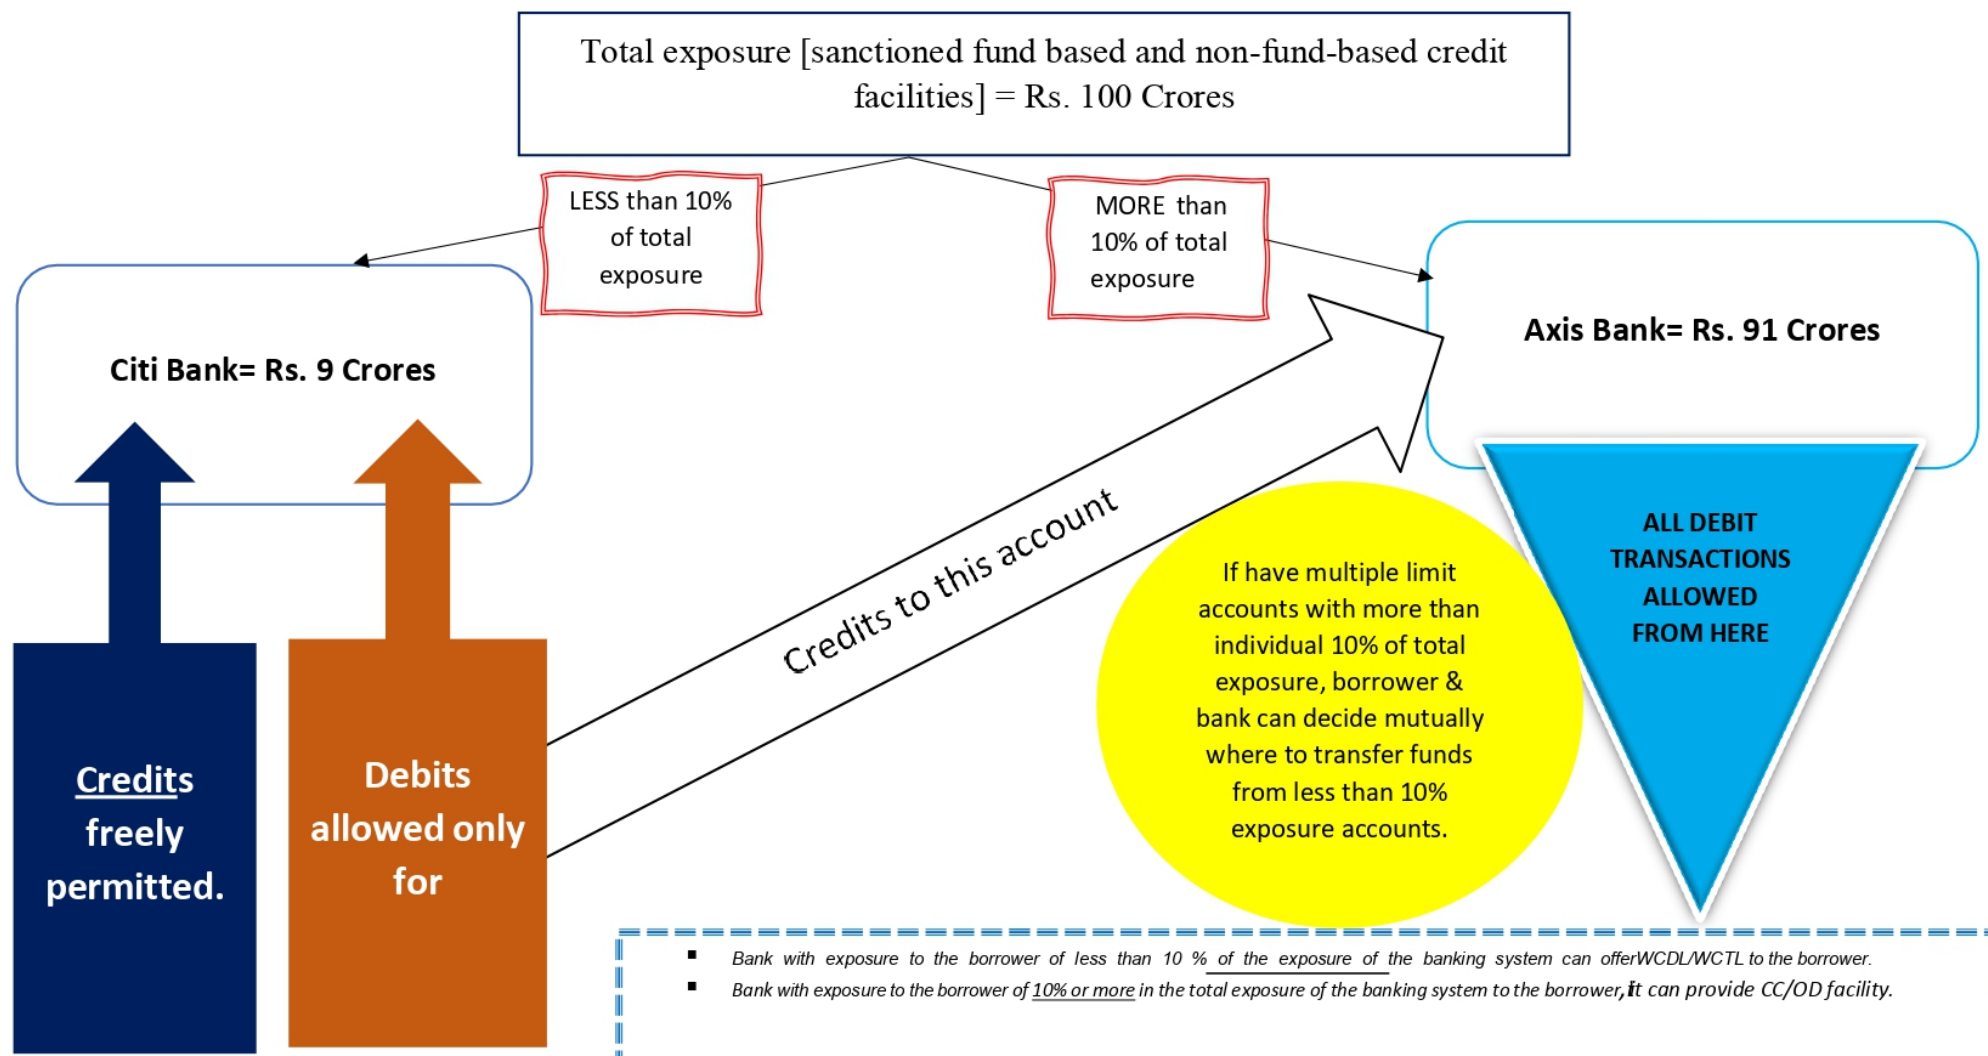 Total exposure [sanctioned fund based and non-fund-based credit
facilities] = Rs. 100 Crores
LESS than 10%
of total
exposure
MORE than
10% of total
exposure
Citi Bank= Rs. 9 Crores
Axis Bank= Rs. 91 Crores
Credits to this account
ALL DEBIT
TRANSACTIONS
ALLOWED
FROM HERE
If have multiple limit
accounts with more than
individual 10% of total
exposure, borrower &
bank can decide mutually
where to transfer funds
from less than 10%
exposure accounts.
Credits
freely
permitted.
Debits
allowed only
for
▪ Bank with exposure to the borrower of less than 10 % of the exposure of the banking system can offerWCDL/WCTL to the borrower.
▪ Bank with exposure to the borrower of 10% or more in the total exposure of the banking system to the borrower, it can provide CC/OD facility.